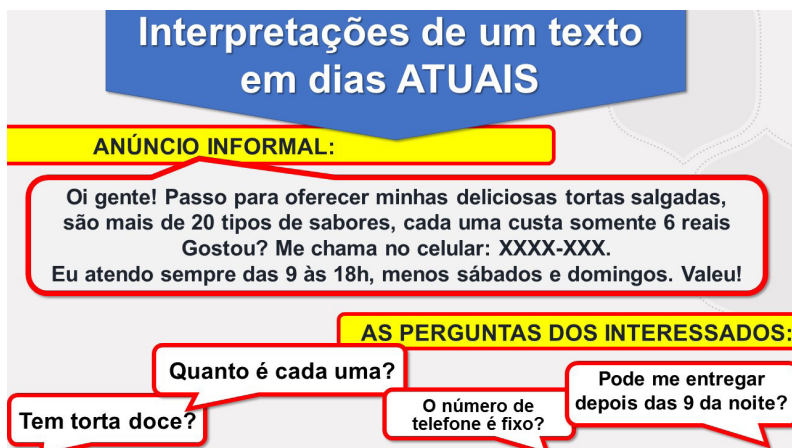 Interpretações de um texto
em dias ATUAIS
ANÚNCIO INFORMAL:
Oi gente! Passo para oferecer minhas deliciosas tortas salgadas,
são mais de 20 tipos de sabores, cada uma custa somente 6 reais
Gostou? Me chama no celular: XXXX-XXX.
Eu atendo sempre das 9 às 18h, menos sábados e domingos. Valeu!
AS PERGUNTAS DOS INTERESSADOS:
Quanto é cada uma?
Tem torta doce?
O número de
telefone é fixo?
Pode me entregar
depois das 9 da noite?